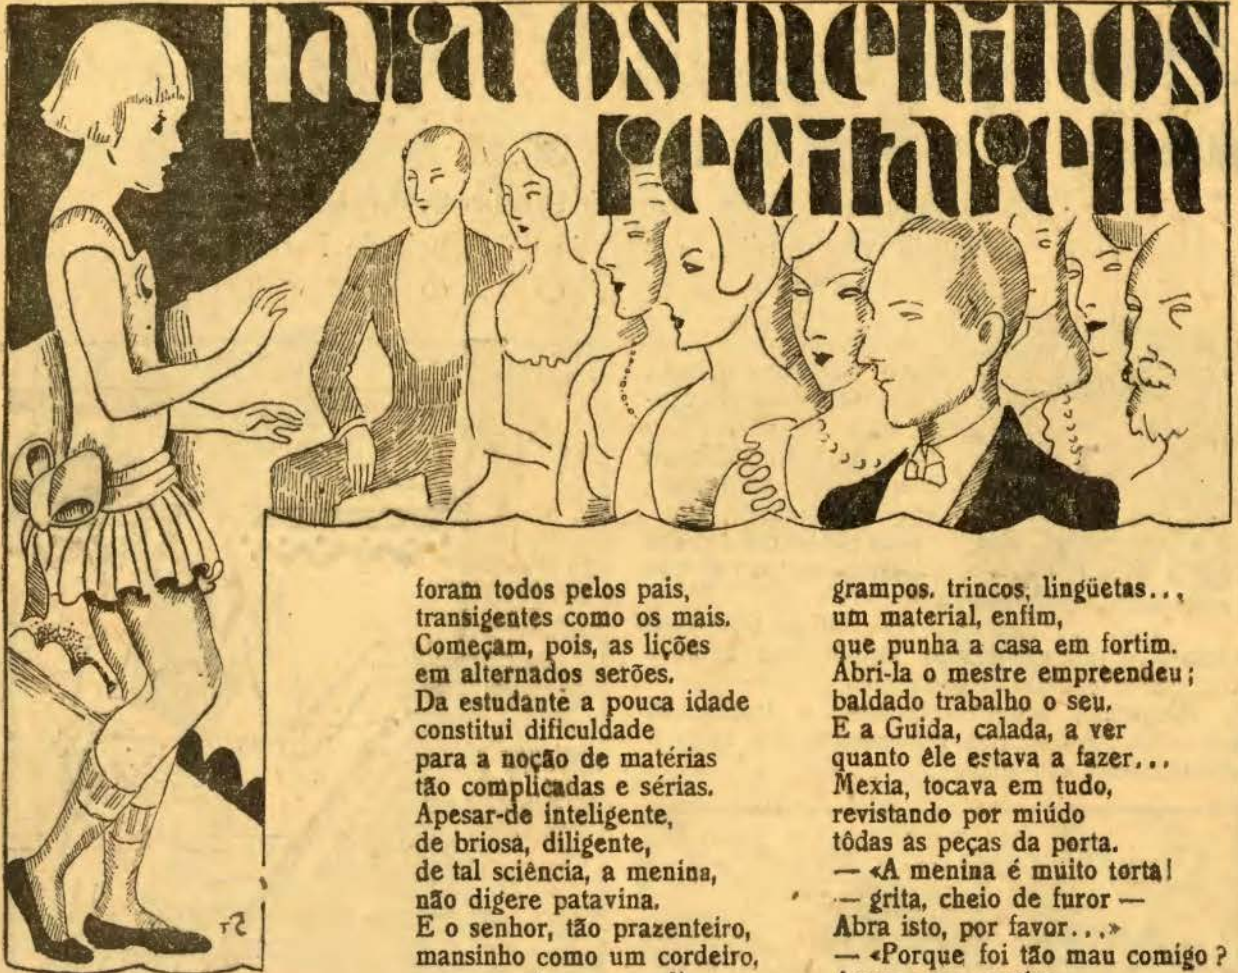 Para os meninos
recitarem
foram todos pelos pais,
transigentes como os mais.
Começam, pois, as lições
em alternados serões.
Da estudante a pouca idade
constitui dificuldade
para a noção de matérias
tão complicadas e sérias.
Apesar-de inteligente,
de briosa, diligente,
de tal sciência, a menina,
não digere patavina.
E o senhor, tão prazenteiro,
mansinho como um cordeiro,
grampos. trincos, lingüetas...,
um material, enfim,
que punha a casa em fortim.
Abri-la o mestre empreendeu;
baldado trabalho o seu.
E a Guida, calada, a ver
quanto êle estava a fazer...
Mexia, tocava em tudo,
revistando por miúdo
tôdas as peças da porta.
— «A menina é muito torta!
— grita, cheio de furor —
Abra isto, por favor...»
— «Porque foi tão mau comigo ?